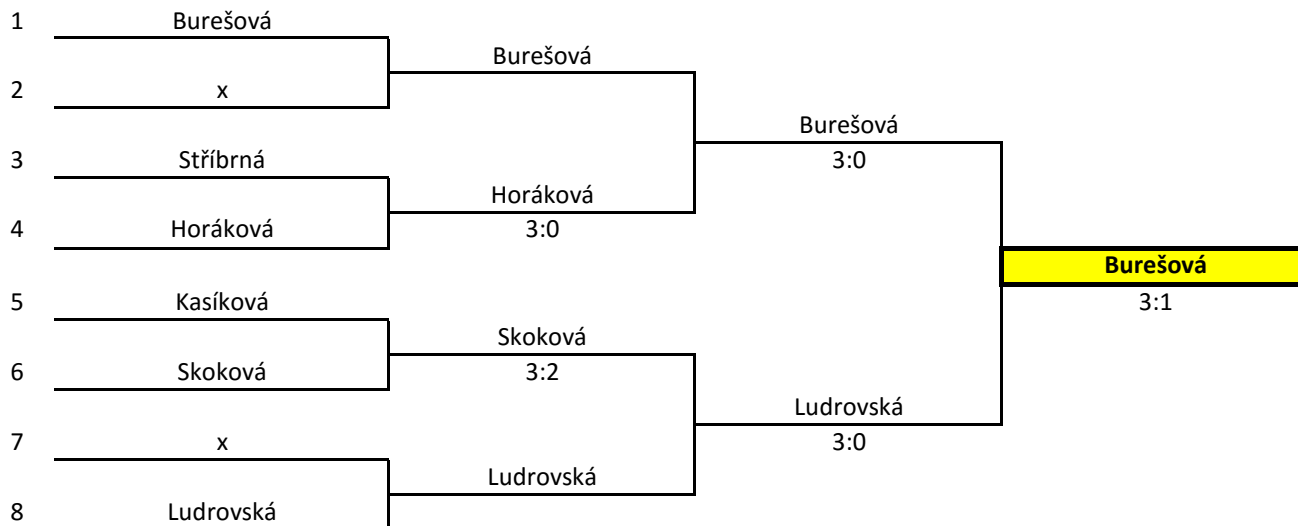 1 Burešová
Burešová
2 x
Burešová
3 Stříbrná
3:0
Horáková
4 Horáková
3:0
Burešová
5 Kasíková
3:1
Skoková
6 Skoková
3:2
Ludrovská
7 x
3:0
Ludrovská
8 Ludrovská